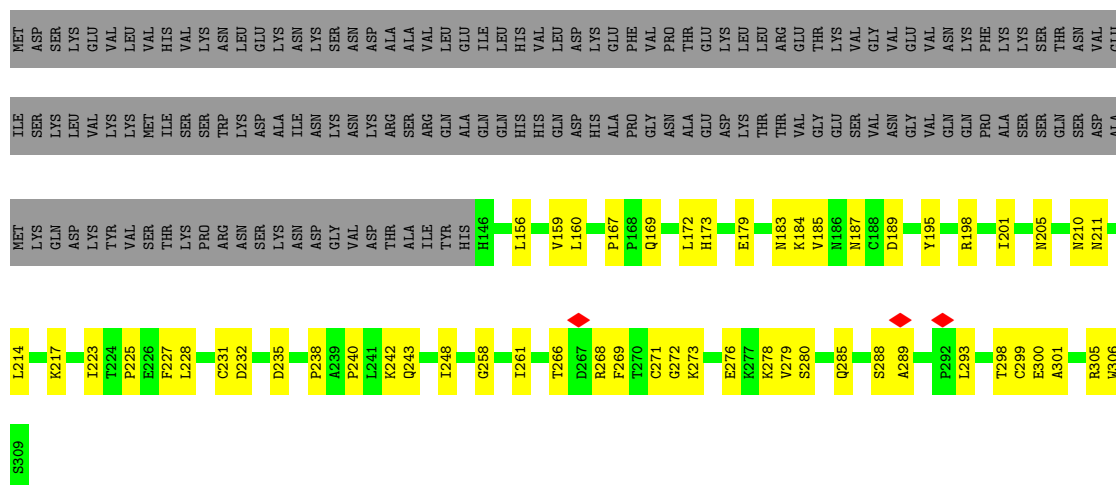 MET ASP SER LYS GLU VAL LEU VAL HIS VAL LYS ASN LEU GLU LYS ASN LYS SER ASN ASP ALA ALA VAL LEU GLU ILE LEU HIS VAL LEU ASP LYS GLU PHE VAL PRO THR GLU LYS LEU LEU ARG GLU THR LYS VAL GLY VAL GLU VAL ASN LYS PHE LYS LYS SER THR ASN VAL GLU
ILE SER LYS LEU VAL LYS LYS MET ILE SER SER TRP LYS ASP ALA ILE ASN LYS ASN LYS ARG SER ARG GLN ALA GLN GLN HIS HIS GLN ASP HIS ALA PRO GLY ASN ALA GLU ASP LYS THR THR VAL GLY GLU SER VAL ASN GLY VAL GLN GLN PRO ALA SER SER GLN SER ASP ALA
MET LYS GLN ASP LYS TYR VAL SER THR LYS PRO ARG ASN SER LYS ASN ASP GLY VAL ASP THR ALA ILE TYR HIS H146 L156 V159 L160 P167 P168 Q169 L172 H173 E179 N183 K184 V185 N186 N187 C188 D189 Y195 R198 I201 N205 N210 N211
L214 K217 I223 T224 P225 E226 F227 L228 C231 D232 D235 P238 A239 P240 L241 K242 Q243 I248 G258 I261 T266 D267 R268 F269 T270 C271 G272 K273 E276 K277 K278 V279 S280 Q285 S288 A289 P292 L293 T298 C299 E300 A301 R305 W306
S309